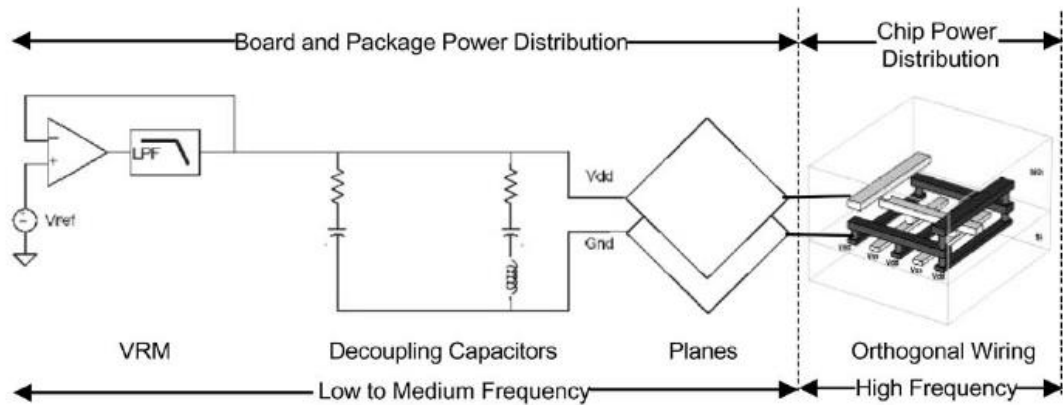 Board and Package Power Distribution
Chip Power
Distribution
LPF
Vref
Vdd
Gnd
VRM
Decoupling Capacitors
Planes
Orthogonal Wiring
Low to Medium Frequency
High Frequency